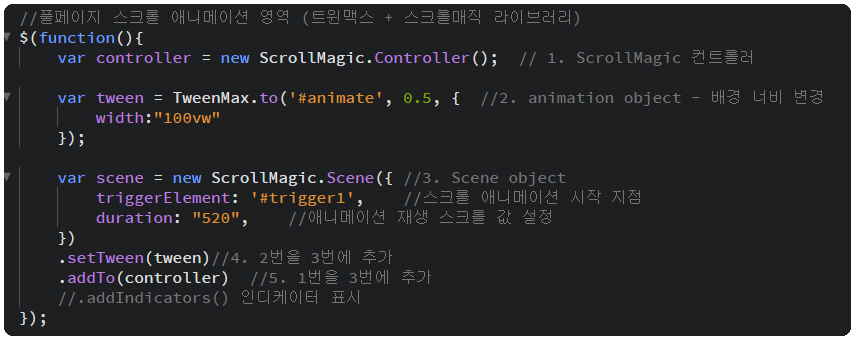 //풀페이지 스크롤 애니메이션 영역 (트윈맥스 + 스크롤매직 라이브러리)
$(function(){
    var controller = new ScrollMagic.Controller();  // 1. ScrollMagic 컨트롤러

    var tween = TweenMax.to('#animate', 0.5, {  //2. animation object - 배경 너비 변경
        width:"100vw"
    });

    var scene = new ScrollMagic.Scene({ //3. Scene object
        triggerElement: '#trigger1',    //스크롤 애니메이션 시작 지점
        duration: "520",    //애니메이션 재생 스크롤 값 설정
    })
    .setTween(tween)//4. 2번을 3번에 추가
    .addTo(controller)  //5. 1번을 3번에 추가
    //.addIndicators() 인디케이터 표시
});